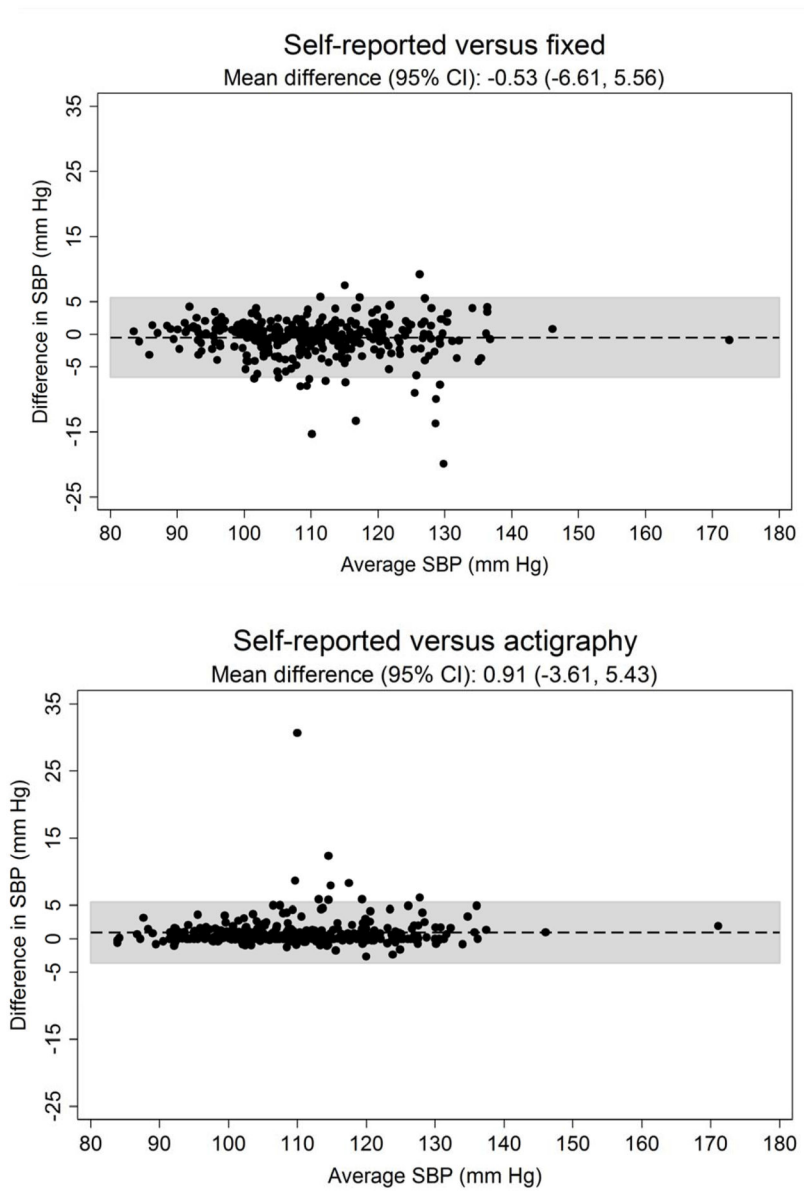 Self-reported versus fixed
Mean difference (95% CI): -0.53 (-6.61, 5.56)
Difference in SBP (mm Hg)
35
25
15
5
0
-5
-15
-25
80 90 100 110 120 130 140 150 160 170 180
Average SBP (mm Hg)
Self-reported versus actigraphy
Mean difference (95% CI): 0.91 (-3.61, 5.43)
Difference in SBP (mm Hg)
35
25
15
5
0
-5
-15
-25
80 90 100 110 120 130 140 150 160 170 180
Average SBP (mm Hg)